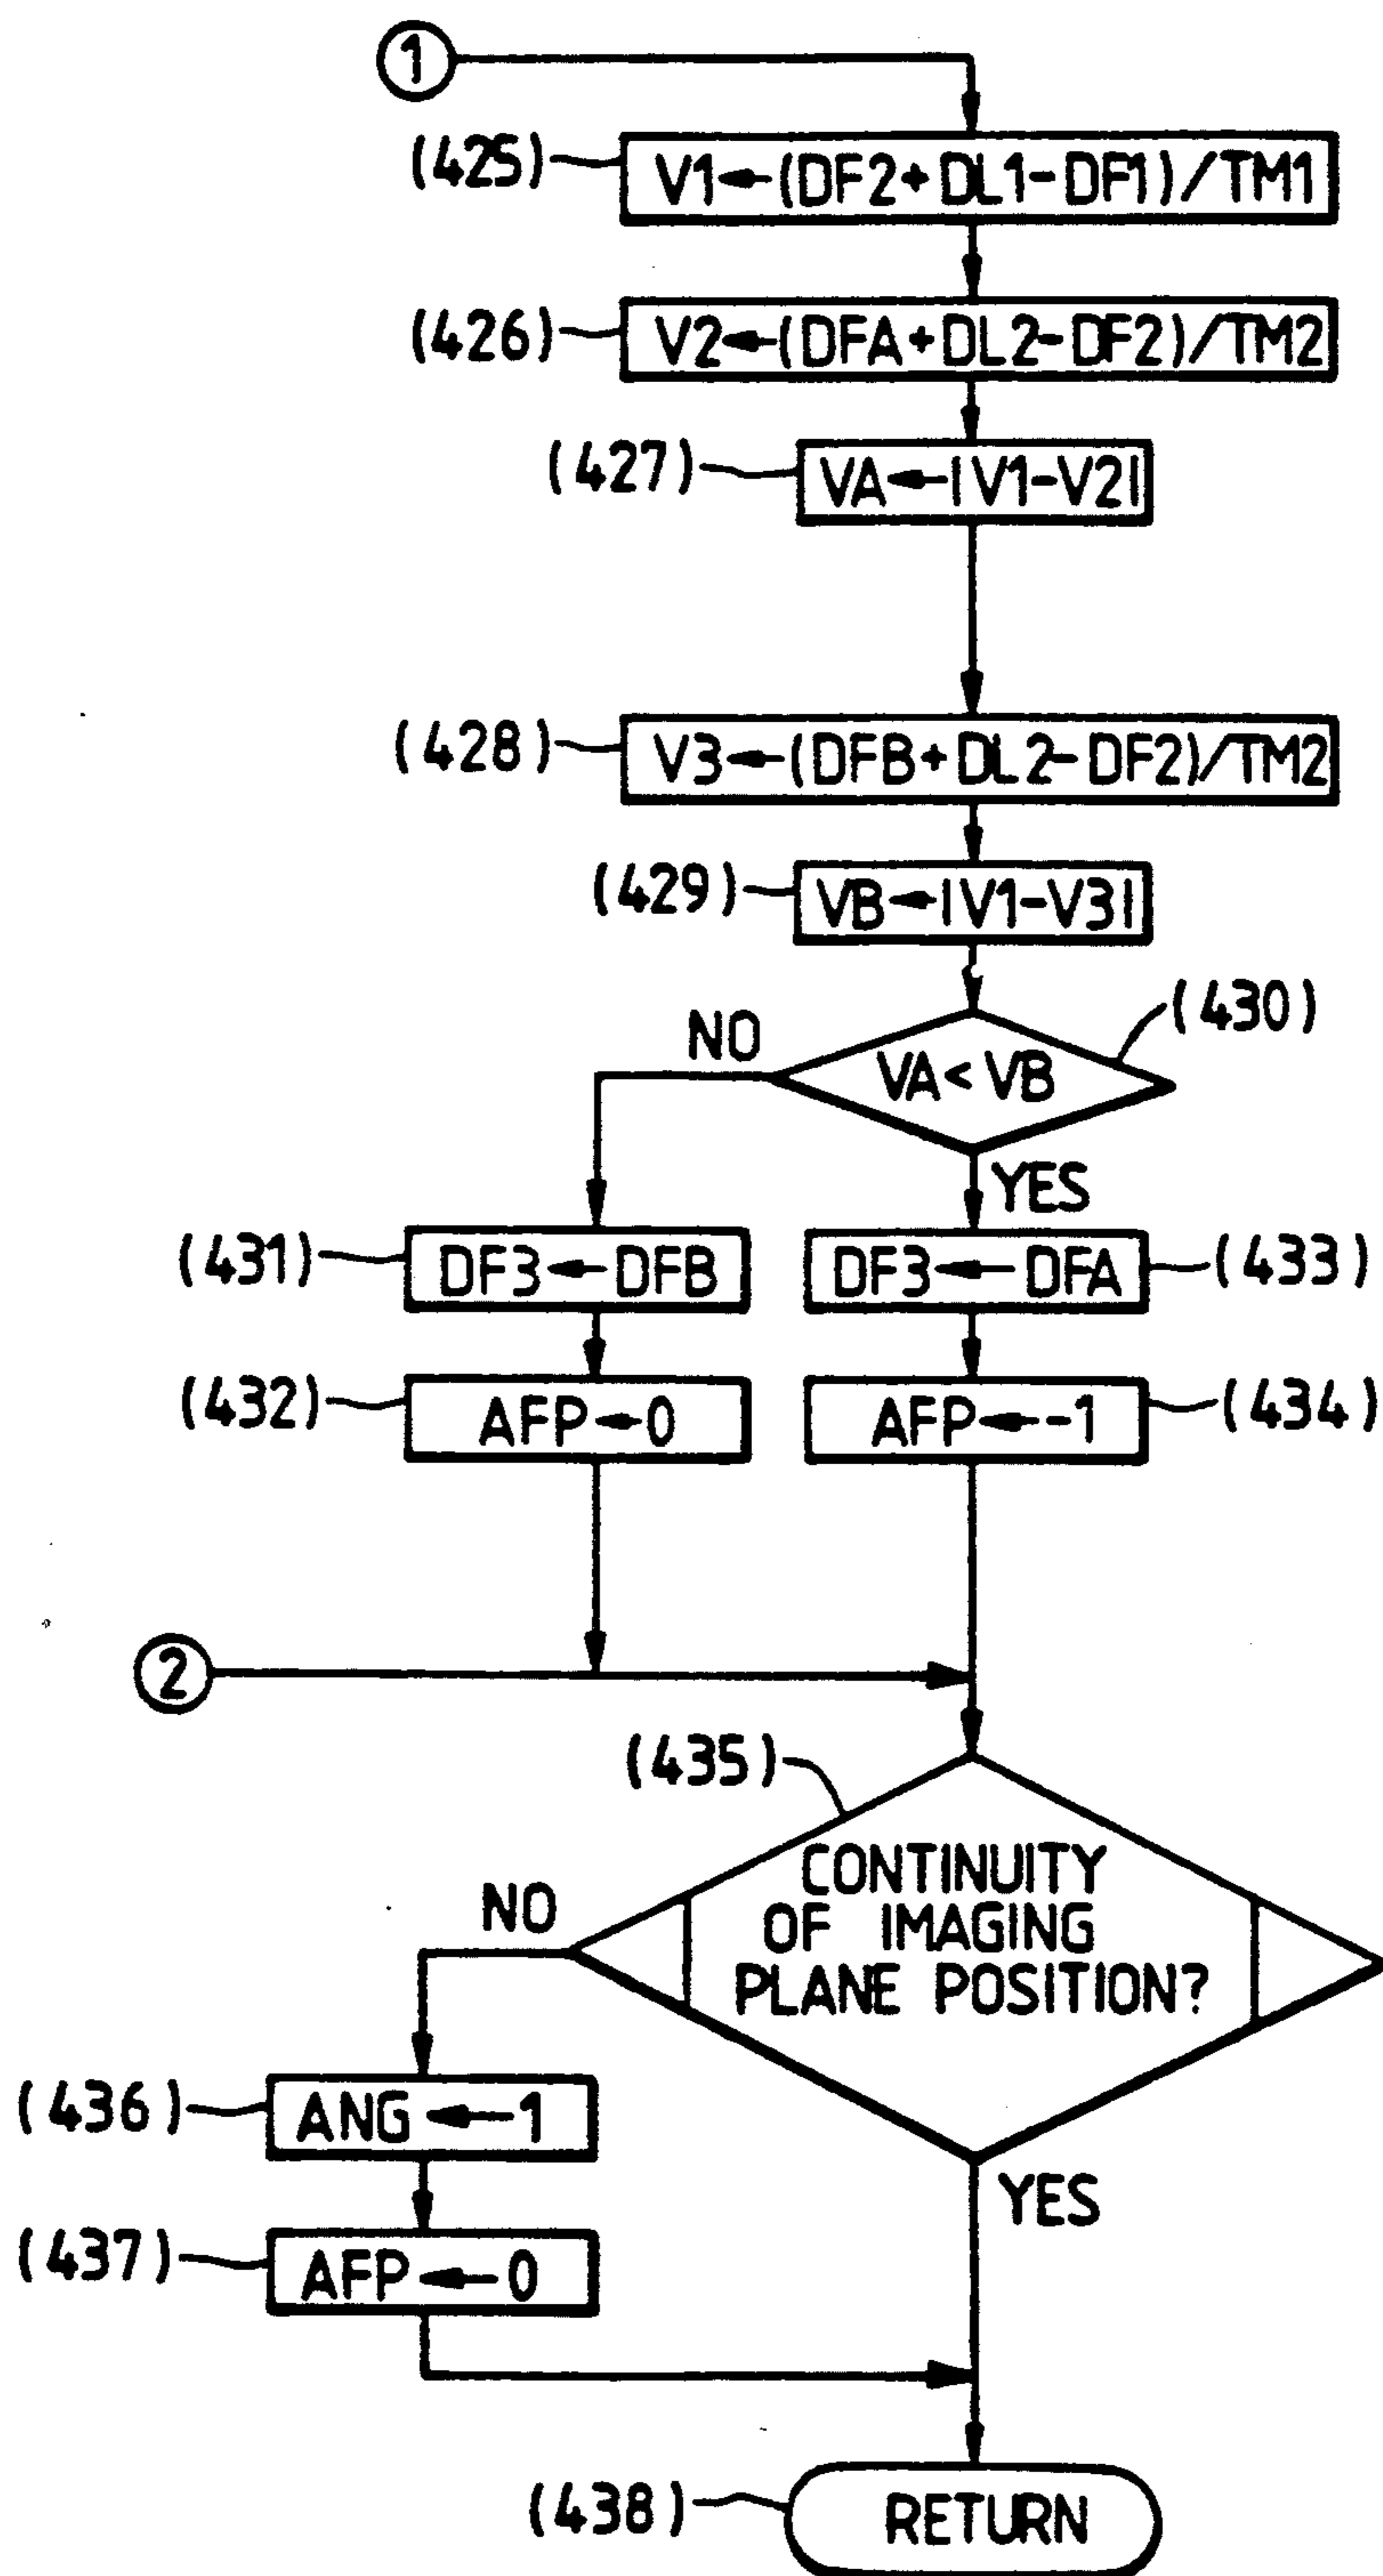 1
(425) V1←(DF2+DL1-DF1)/TM1
(426) V2←(DFA+DL2-DF2)/TM2
(427) VA←|V1-V2|
(428) V3←(DFB+DL2-DF2)/TM2
(429) VB←|V1-V3|
(430)
NO
VA<VB
YES
(431) DF3←DFB
DF3←DFA (433)
(432) AFP←0
AFP←-1 (434)
2
(435)
NO
CONTINUITY
OF IMAGING
PLANE POSITION?
(436) ANG←1
YES
(437) AFP←0
(438) RETURN